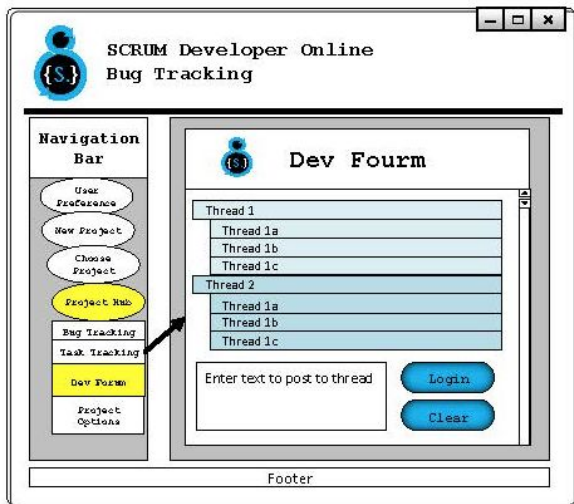 SCRUM Developer Online
Bug Tracking
{S.}
Navigation
Bar
User
Preference
New Project
Choose
Project
Project Hub
Bug Tracking
Task Tracking
Dev Forum
Project
Options
{S.}
Dev Fourm
Thread 1
Thread 1a
Thread 1b
Thread 1c
Thread 2
Thread 1a
Thread 1b
Thread 1c
Enter text to post to thread
Login
Clear
Footer